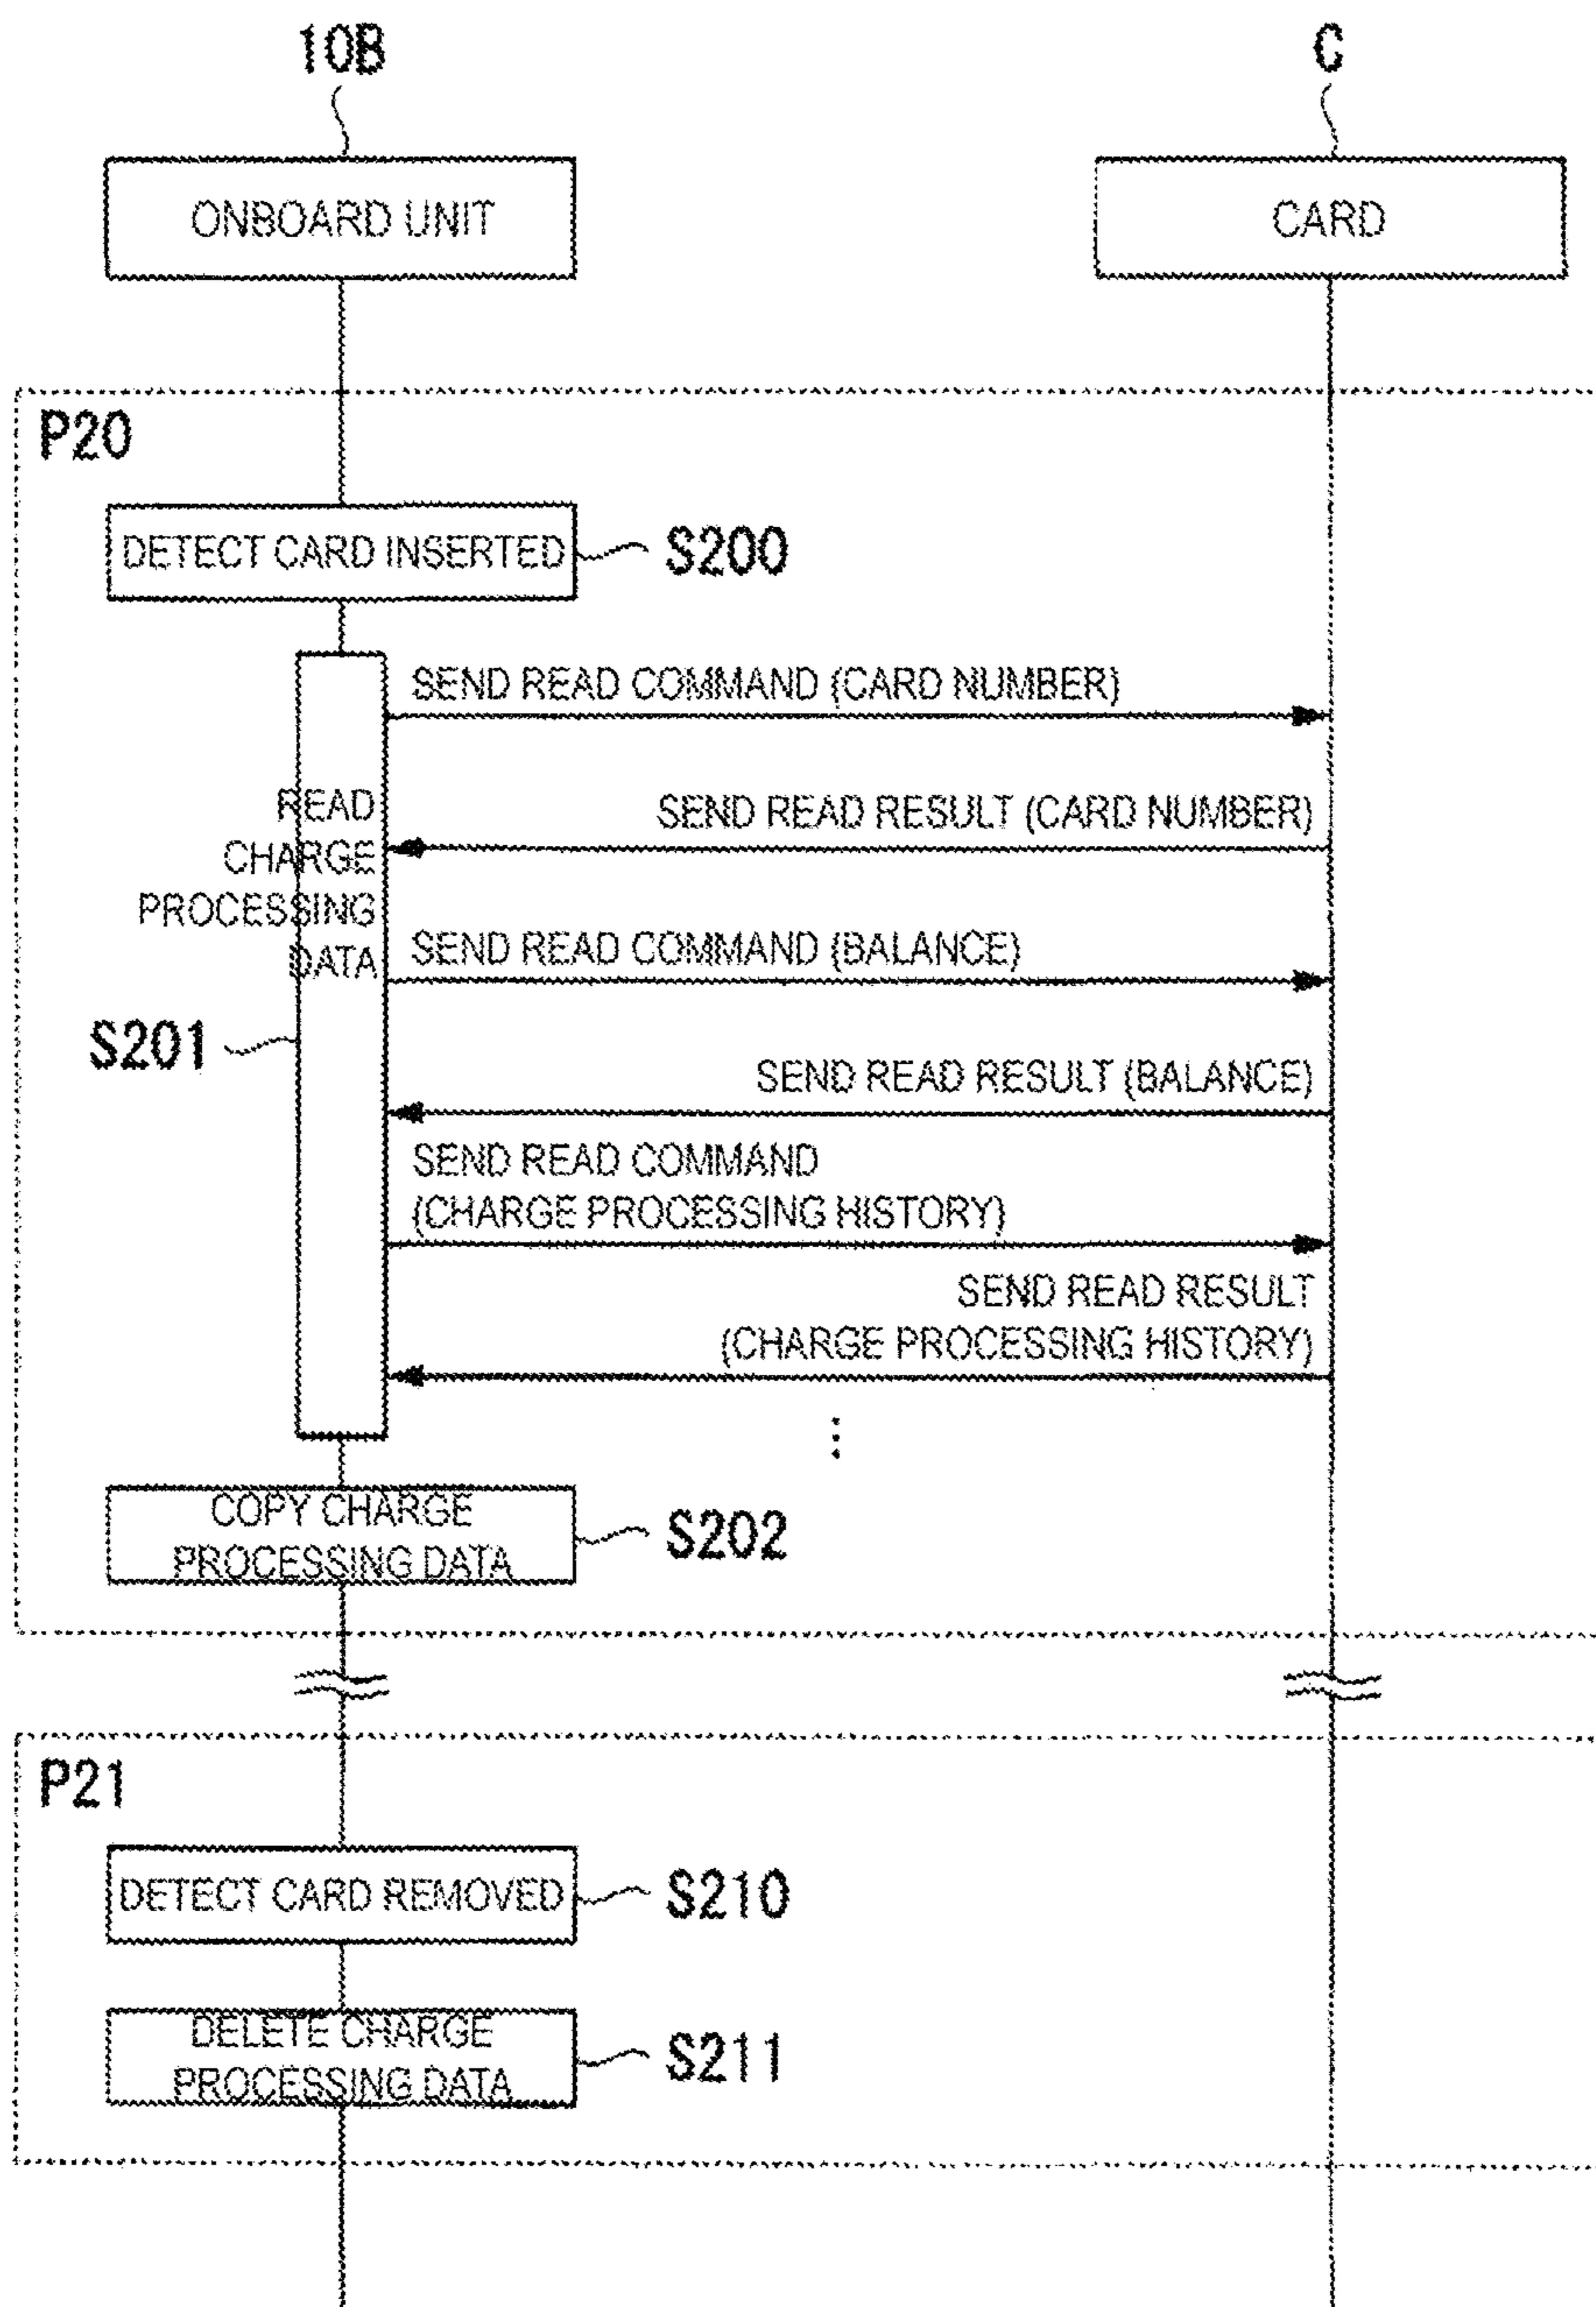 10B
C
ONBOARD UNIT
CARD
P20
DETECT CARD INSERTED
S200
SEND READ COMMAND (CARD NUMBER)
SEND READ RESULT (CARD NUMBER)
READ
CHARGE
PROCESSING
DATA
SEND READ COMMAND (BALANCE)
S201
SEND READ RESULT (BALANCE)
SEND READ COMMAND
(CHARGE PROCESSING HISTORY)
SEND READ RESULT
(CHARGE PROCESSING HISTORY)
COPY CHARGE
PROCESSING DATA
S202
P21
DETECT CARD REMOVED
S210
DELETE CHARGE
PROCESSING DATA
S211